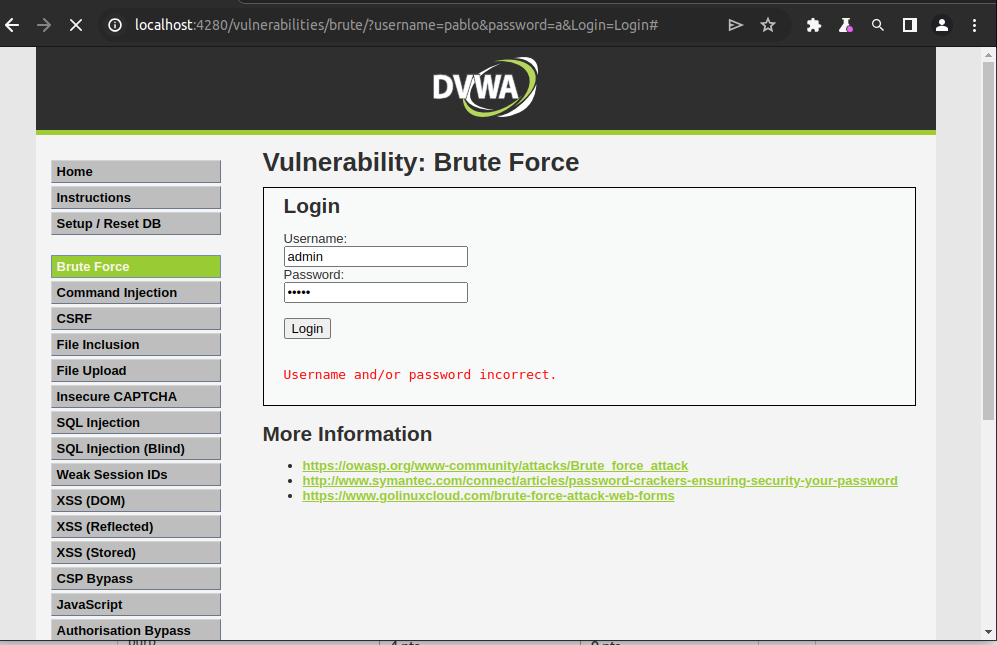 localhost:4280/vulnerabilities/brute/?username=pablo&password=a&Login=Login#
DVWA
Home
Instructions
Setup / Reset DB
Brute Force
Command Injection
CSRF
File Inclusion
File Upload
Insecure CAPTCHA
SQL Injection
SQL Injection (Blind)
Weak Session IDs
XSS (DOM)
XSS (Reflected)
XSS (Stored)
CSP Bypass
JavaScript
Authorisation Bypass
Vulnerability: Brute Force
Login
Username:
admin
Password:
•••••
Login
Username and/or password incorrect.
More Information
https://owasp.org/www-community/attacks/Brute_force_attack
http://www.symantec.com/connect/articles/password-crackers-ensuring-security-your-password
https://www.golinuxcloud.com/brute-force-attack-web-forms